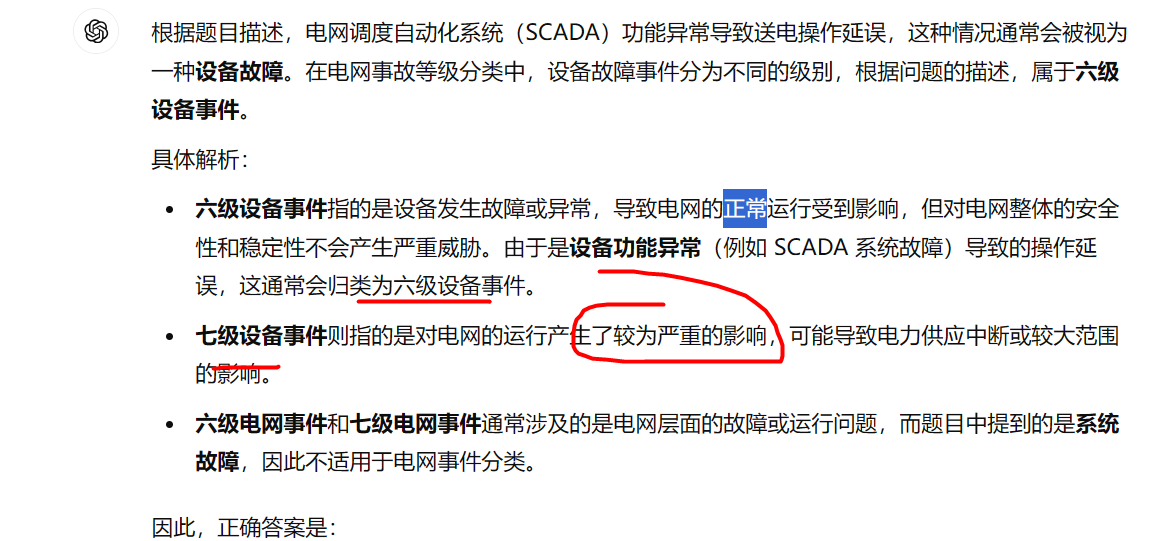 根据题目描述，电网调度自动化系统（SCADA）功能异常导致送电操作延误，这种情况通常会被视为
一种设备故障。在电网事故等级分类中，设备故障事件分为不同的级别，根据问题的描述，属于六级
设备事件。
具体解析：
六级设备事件指的是设备发生故障或异常，导致电网的正常运行受到影响，但对电网整体的安全
性和稳定性不会产生严重威胁。由于是设备功能异常（例如 SCADA 系统故障）导致的操作延
误，这通常会归类为六级设备事件。
七级设备事件则指的是对电网的运行产生了较为严重的影响，可能导致电力供应中断或较大范围
的影响。
六级电网事件和七级电网事件通常涉及的是电网层面的故障或运行问题，而题目中提到的是系统
故障，因此不适用于电网事件分类。
因此，正确答案是：